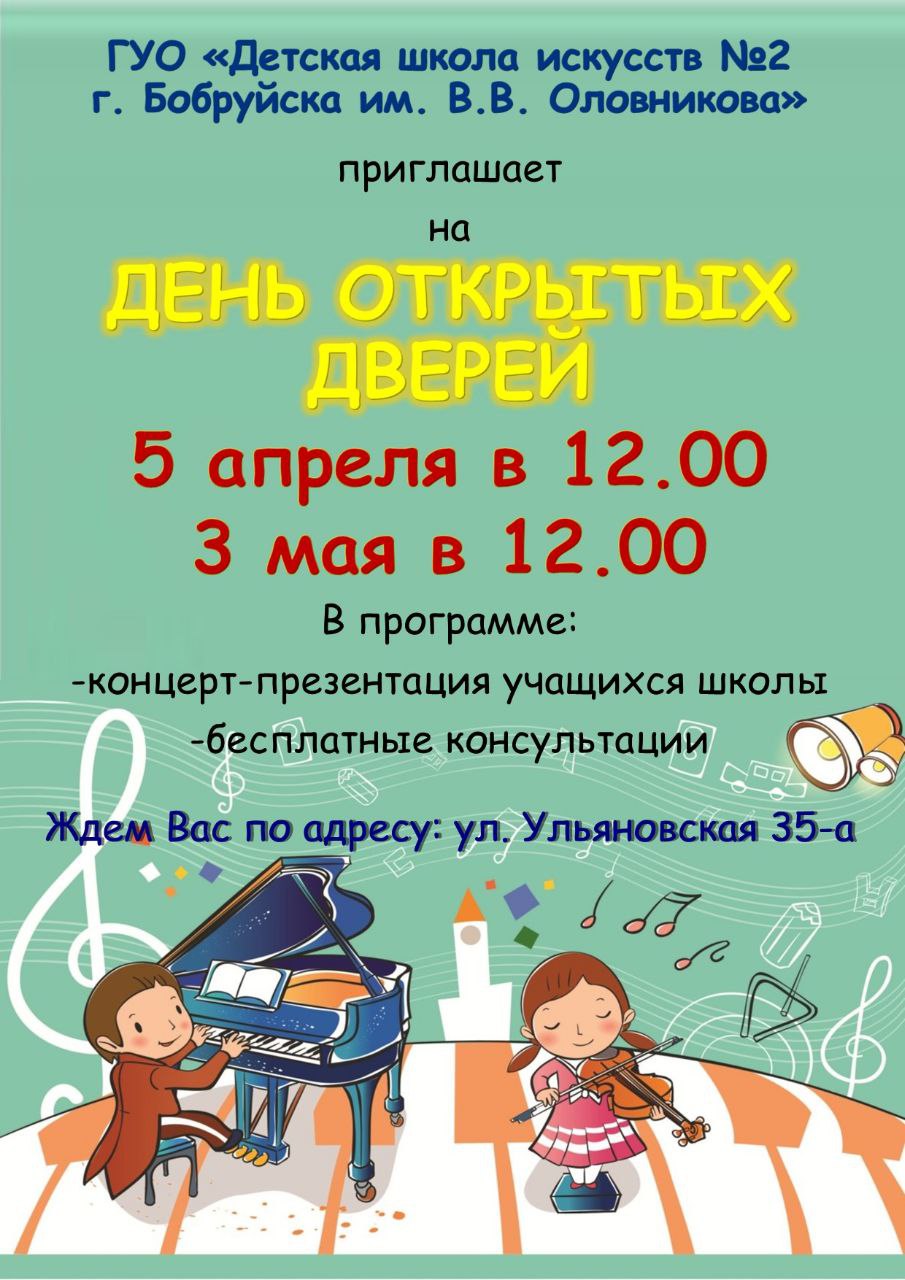 ГУО «Детская школа искусств №2
г. Бобруйска им. В.В. Оловникова»
приглашает
на
ДЕНЬ ОТКРЫТЫХ
ДВЕРЕЙ
5 апреля в 12.00
3 мая в 12.00
В программе:
-концерт-презентация учащихся школы
-бесплатные консультации
Ждем Вас по адресу: ул. Ульяновская 35-а